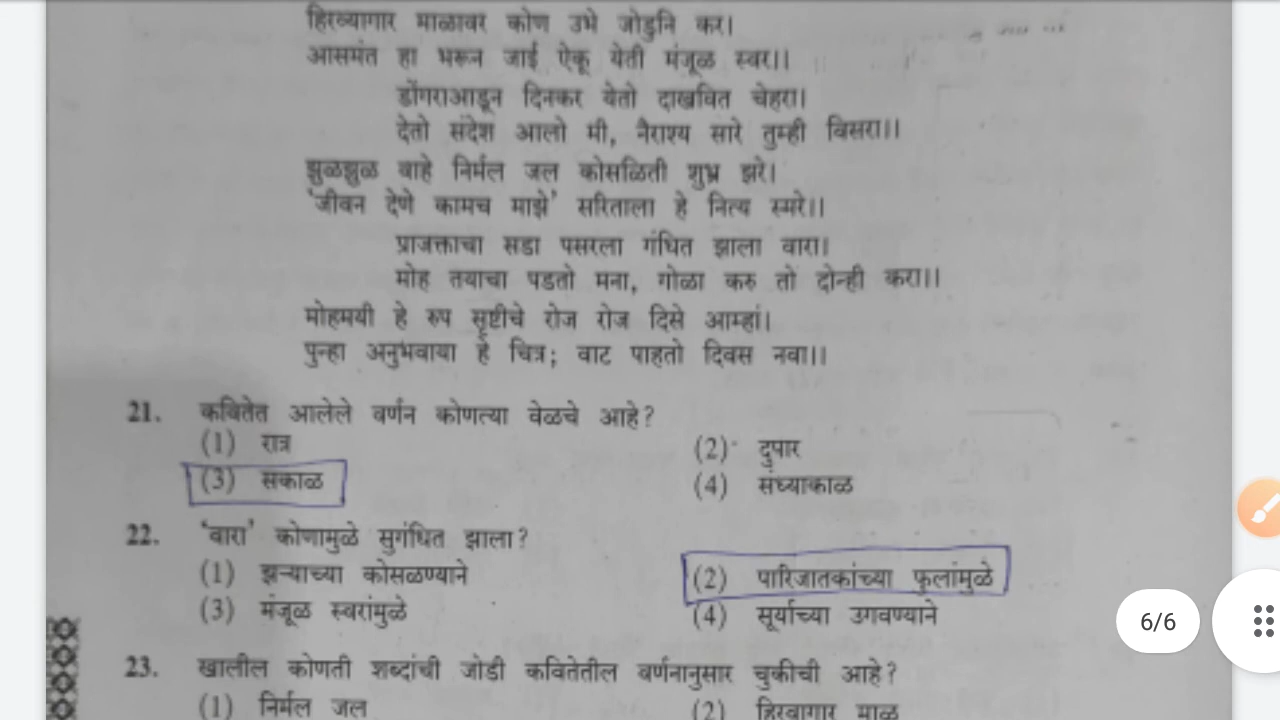 हिरव्यागार माळावर कोण उभे जोडुनि कर।
आसमंत हा भरून जाई ऐकू येती मंजूळ स्वर॥
डोंगराआडून दिनकर येतो दाखवित चेहरा।
देतो संदेश आलो मी, नैराश्य सारे तुम्ही विसरा॥
झुळझुळ वाहे निर्मल जल कोसळिती शुभ्र झरे।
'जीवन देणे कामच माझे' सरिताला हे नित्य स्मरे॥
प्राजक्ताचा सडा पसरला गंधित झाला वारा।
मोह तयाचा पडतो मना, गोळा करु तो दोन्ही करा॥
मोहमयी हे रुप सृष्टीचे रोज रोज दिसे आम्हां।
पुन्हा अनुभवाया हे चित्र; वाट पाहतो दिवस नवा॥
21. कवितेत आलेले वर्णन कोणत्या वेळचे आहे?
(1) रात्र (2) दुपार
(3) सकाळ (4) संध्याकाळ
22. 'वारा' कोणामुळे सुगंधित झाला?
(1) झऱ्याच्या कोसळण्याने (2) पारिजातकांच्या फुलांमुळे
(3) मंजूळ स्वरांमुळे (4) सूर्याच्या उगवण्याने
6/6
23. खालील कोणती शब्दांची जोडी कवितेतील वर्णनानुसार चुकीची आहे?
(1) निर्मल जल (2) हिरवागार माळ